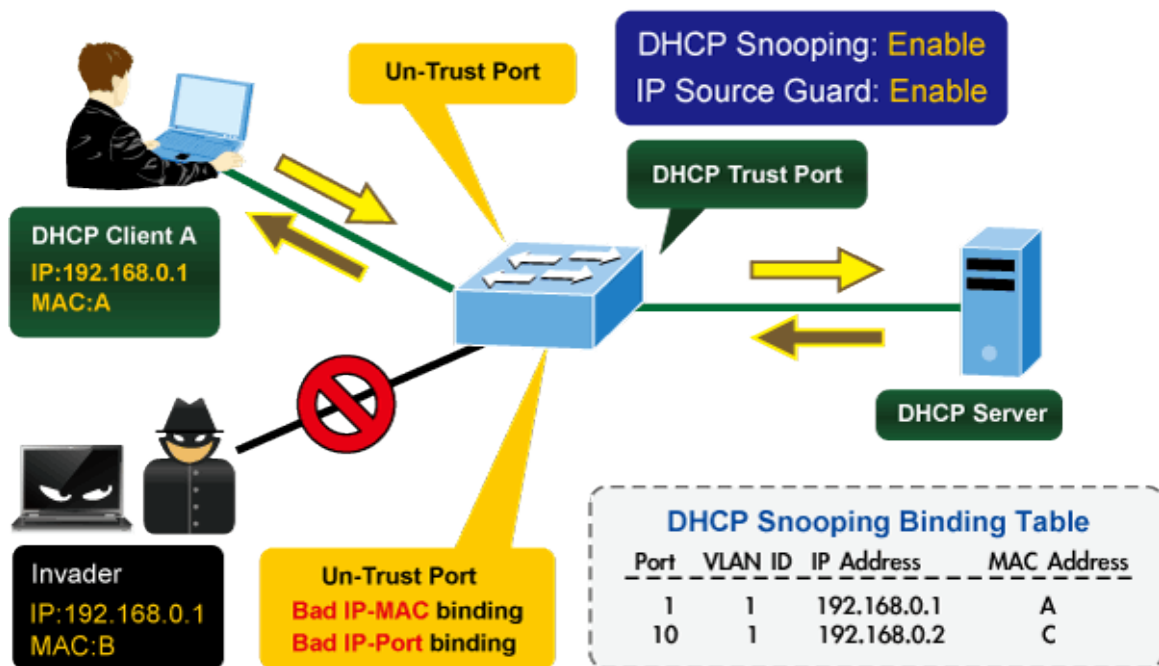 Un-Trust Port
DHCP Snooping: Enable
IP Source Guard: Enable
DHCP Trust Port
DHCP Client A
IP:192.168.0.1
MAC:A
DHCP Server
Invader
IP:192.168.0.1
MAC:B
Un-Trust Port
Bad IP-MAC binding
Bad IP-Port binding
DHCP Snooping Binding Table
Port VLAN ID IP Address MAC Address
1 1 192.168.0.1 A
10 1 192.168.0.2 C